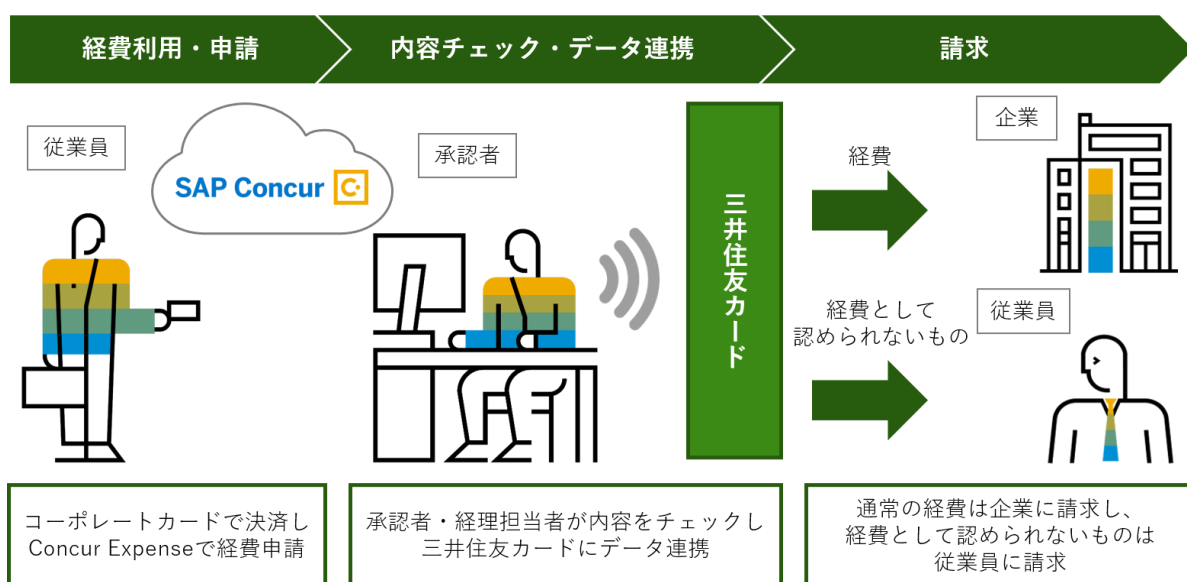 経費利用・申請
内容チェック・データ連携
請求
従業員
SAP Concur C
承認者
三井住友カード
経費
企業
経費として
認められないもの
従業員
コーポレートカードで決済し
Concur Expenseで経費申請
承認者・経理担当者が内容をチェックし
三井住友カードにデータ連携
通常の経費は企業に請求し、
経費として認められないものは
従業員に請求